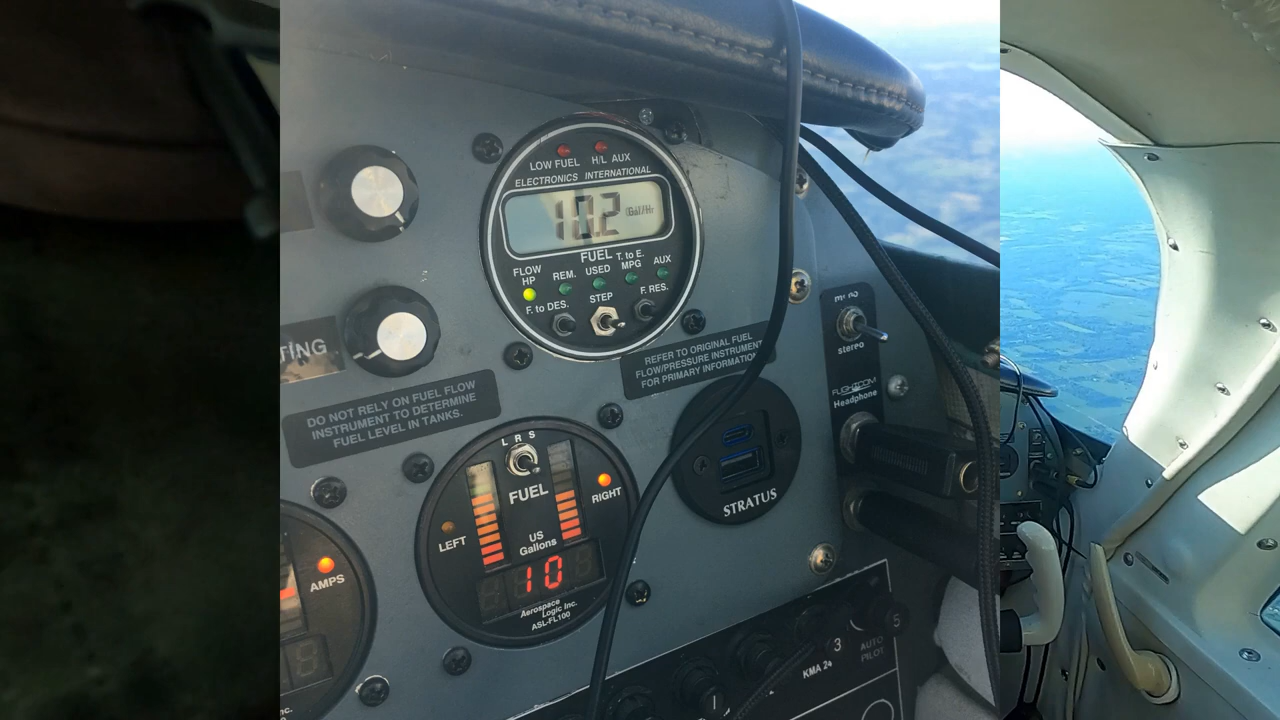 LOW FUEL H/L AUX
ELECTRONICS INTERNATIONAL
10.2 Gal/Hr
FUEL
FLOW HP
REM.
USED
T. to E. MPG
AUX
F. to DES.
STEP
F. RES.
REFER TO ORIGINAL FUEL
FLOW/PRESSURE INSTRUMENT
FOR PRIMARY INFORMATION
TING
DO NOT RELY ON FUEL FLOW
INSTRUMENT TO DETERMINE
FUEL LEVEL IN TANKS.
L R S
FUEL
RIGHT
LEFT
US
Gallons
10
Aerospace
Logic Inc.
ASL-FL100
AMPS
nc.
STRATUS
stereo
FLIGHTCOM
Headphone
1
3
5
KMA 24
AUTO
PILOT